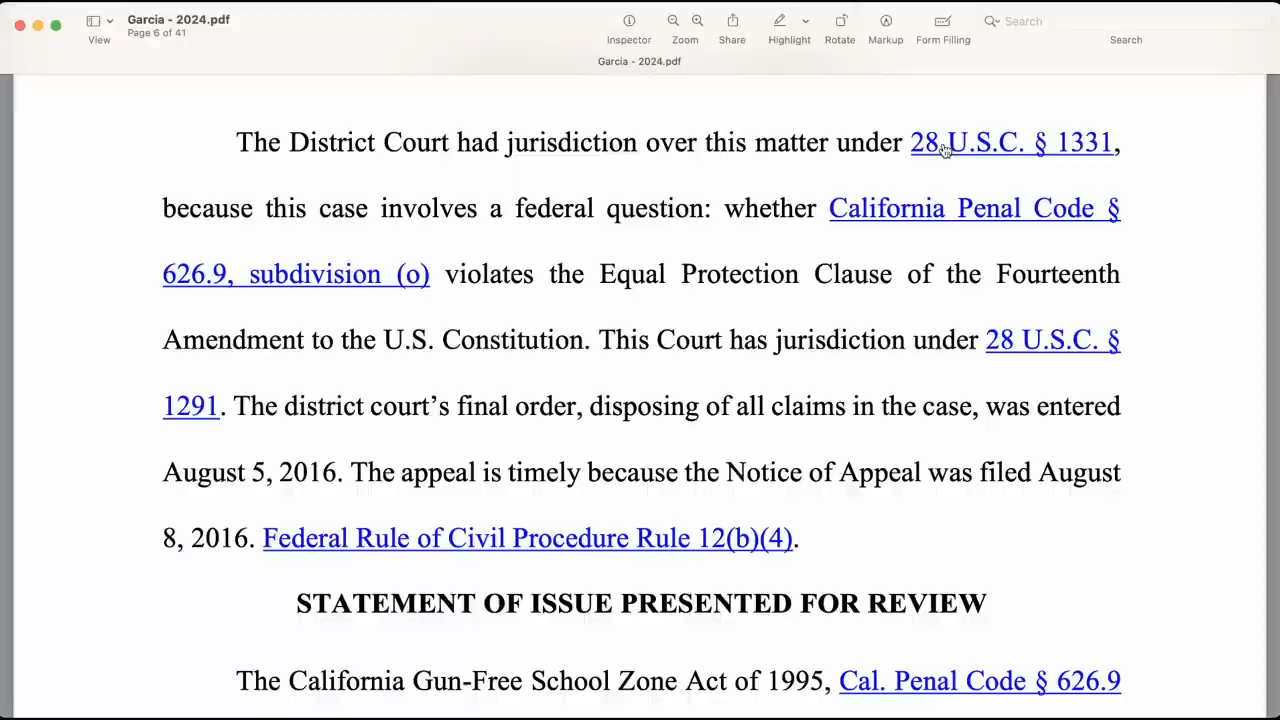 Garcia - 2024.pdf
Page 6 of 41
View
Inspector
Zoom
Share
Highlight
Rotate
Markup
Form Filling
Search
Search
Garcia - 2024.pdf
The District Court had jurisdiction over this matter under 28 U.S.C. § 1331,
because this case involves a federal question: whether California Penal Code §
626.9, subdivision (o) violates the Equal Protection Clause of the Fourteenth
Amendment to the U.S. Constitution. This Court has jurisdiction under 28 U.S.C. §
1291. The district court’s final order, disposing of all claims in the case, was entered
August 5, 2016. The appeal is timely because the Notice of Appeal was filed August
8, 2016. Federal Rule of Civil Procedure Rule 12(b)(4).
STATEMENT OF ISSUE PRESENTED FOR REVIEW
The California Gun-Free School Zone Act of 1995, Cal. Penal Code § 626.9